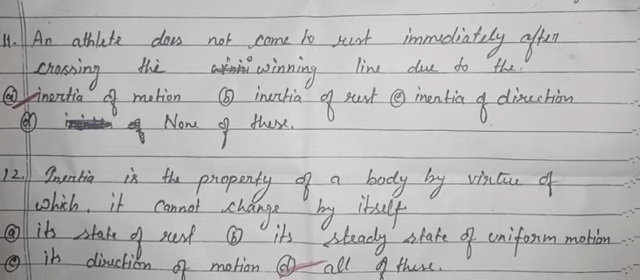 11. An athlete does not come to rest immediately after
crossing the winning line due to the.
(a) inertia of motion (b) inertia of rest (c) inertia of direction
(d) of None of these.
12. Inertia is the property of a body by virtue of
which, it cannot change by itself
(a) its state of rest (b) its steady state of uniform motion
(c) its direction of motion (d) all of these.